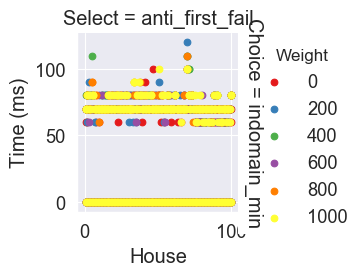 Select = anti_first_fail
Time (ms)
100
50
0
0
100
House
Choice = indomain_min
Weight
0
200
400
600
800
1000